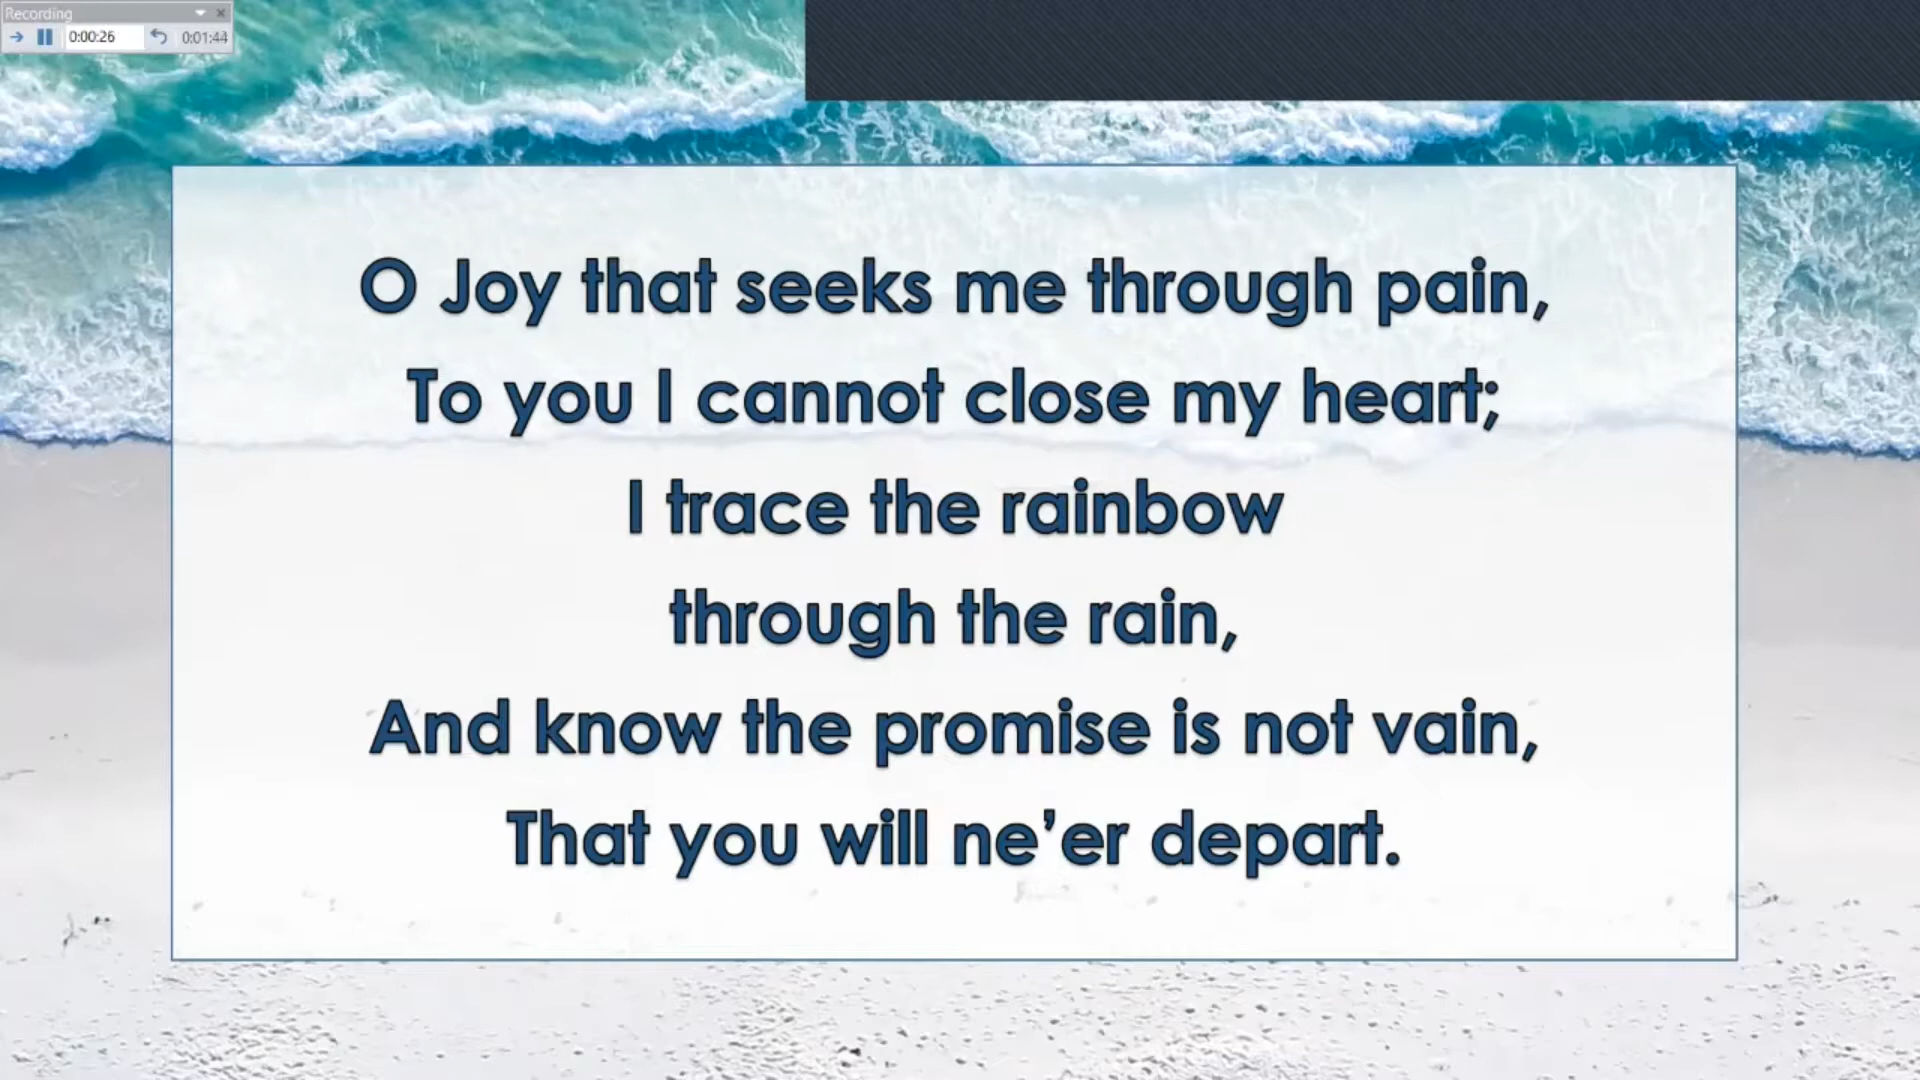 Recording
0:00:26
0:01:44
O Joy that seeks me through pain,
To you I cannot close my heart;
I trace the rainbow
through the rain,
And know the promise is not vain,
That you will ne’er depart.